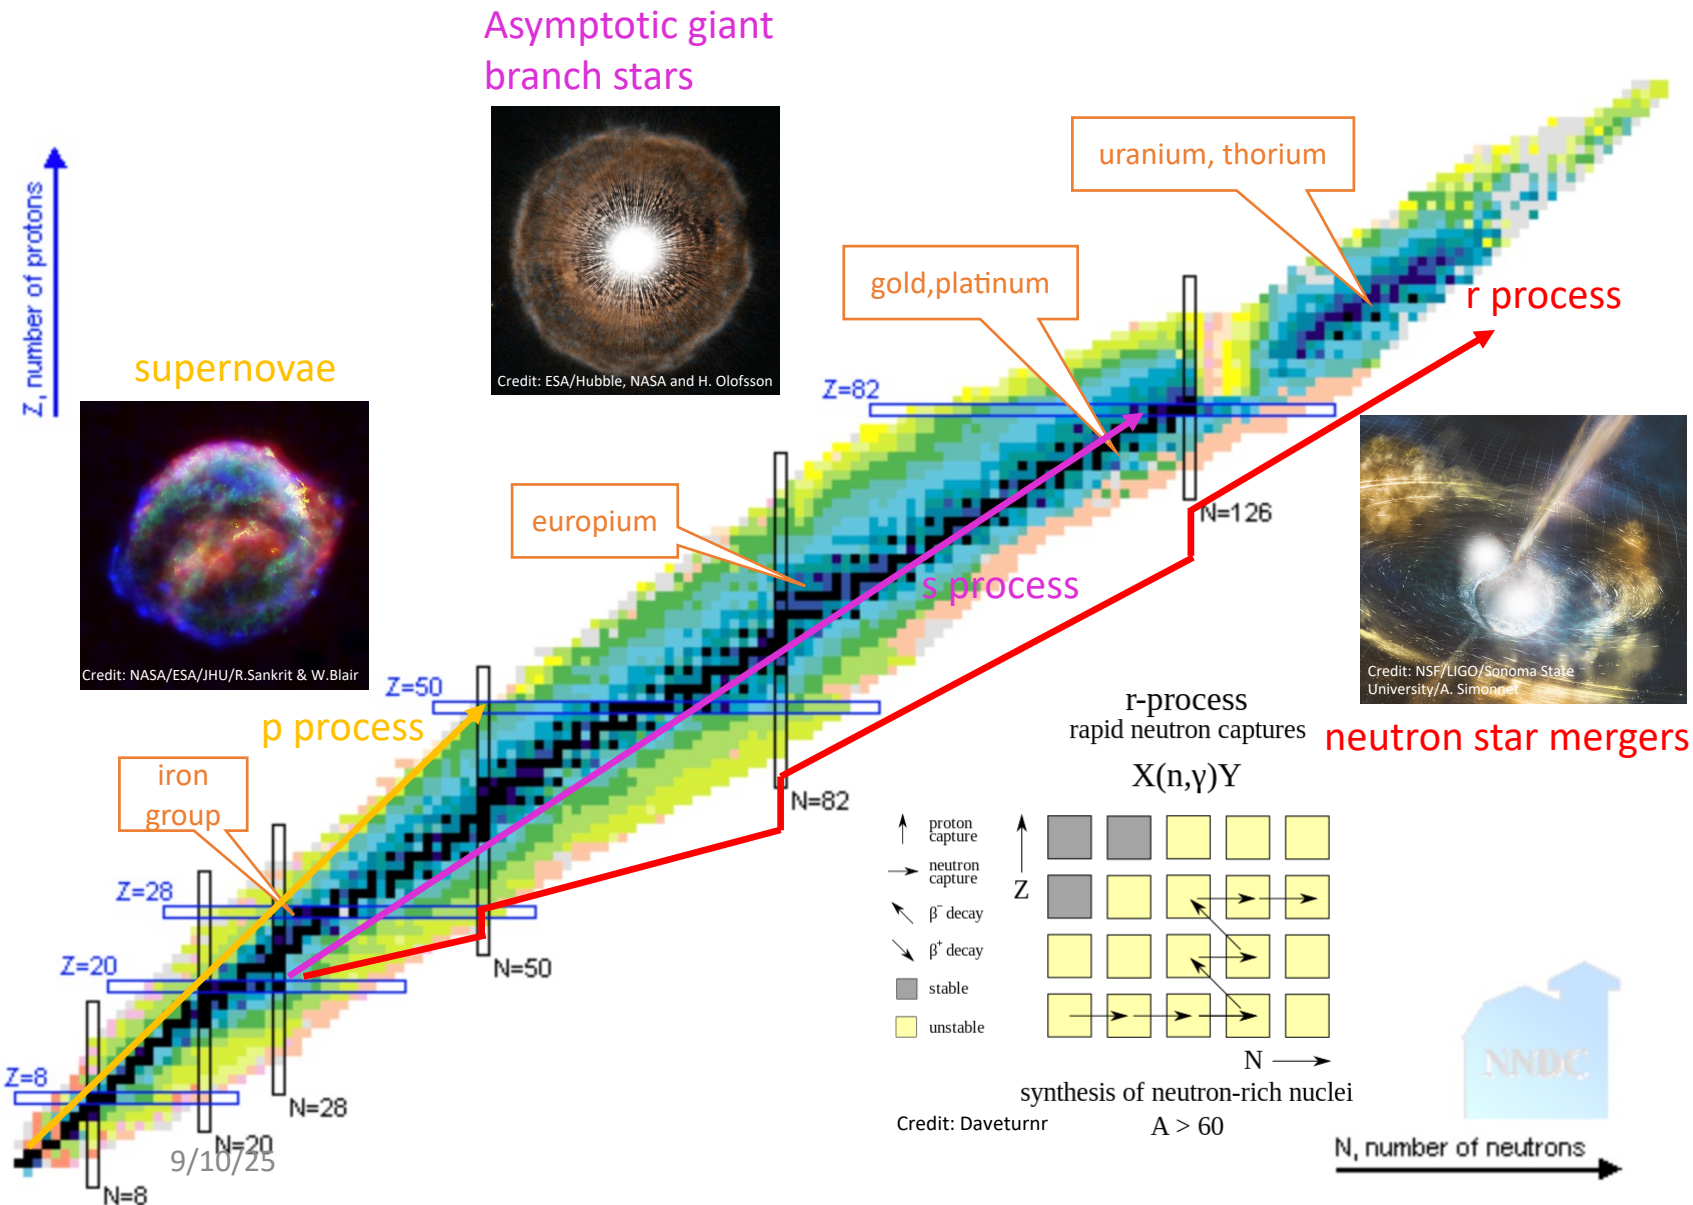 Asymptotic giant
branch stars
Credit: ESA/Hubble, NASA and H. Olofsson
uranium, thorium
gold,platinum
r process
Z, number of protons
supernovae
Credit: NASA/ESA/JHU/R.Sankrit & W.Blair
Z=82
N=126
europium
s process
Credit: NSF/LIGO/Sonoma State
University/A. Simonnet
neutron star mergers
Z=50
p process
N=82
iron
group
Z=28
N=50
Z=20
N=28
Z=8
N=20
9/10/25
N=8
r-process
rapid neutron captures
X(n,γ)Y
proton
capture
neutron
capture
β⁻ decay
β⁺ decay
stable
unstable
Z
N
synthesis of neutron-rich nuclei
A > 60
Credit: Daveturnr
NNDC
N, number of neutrons